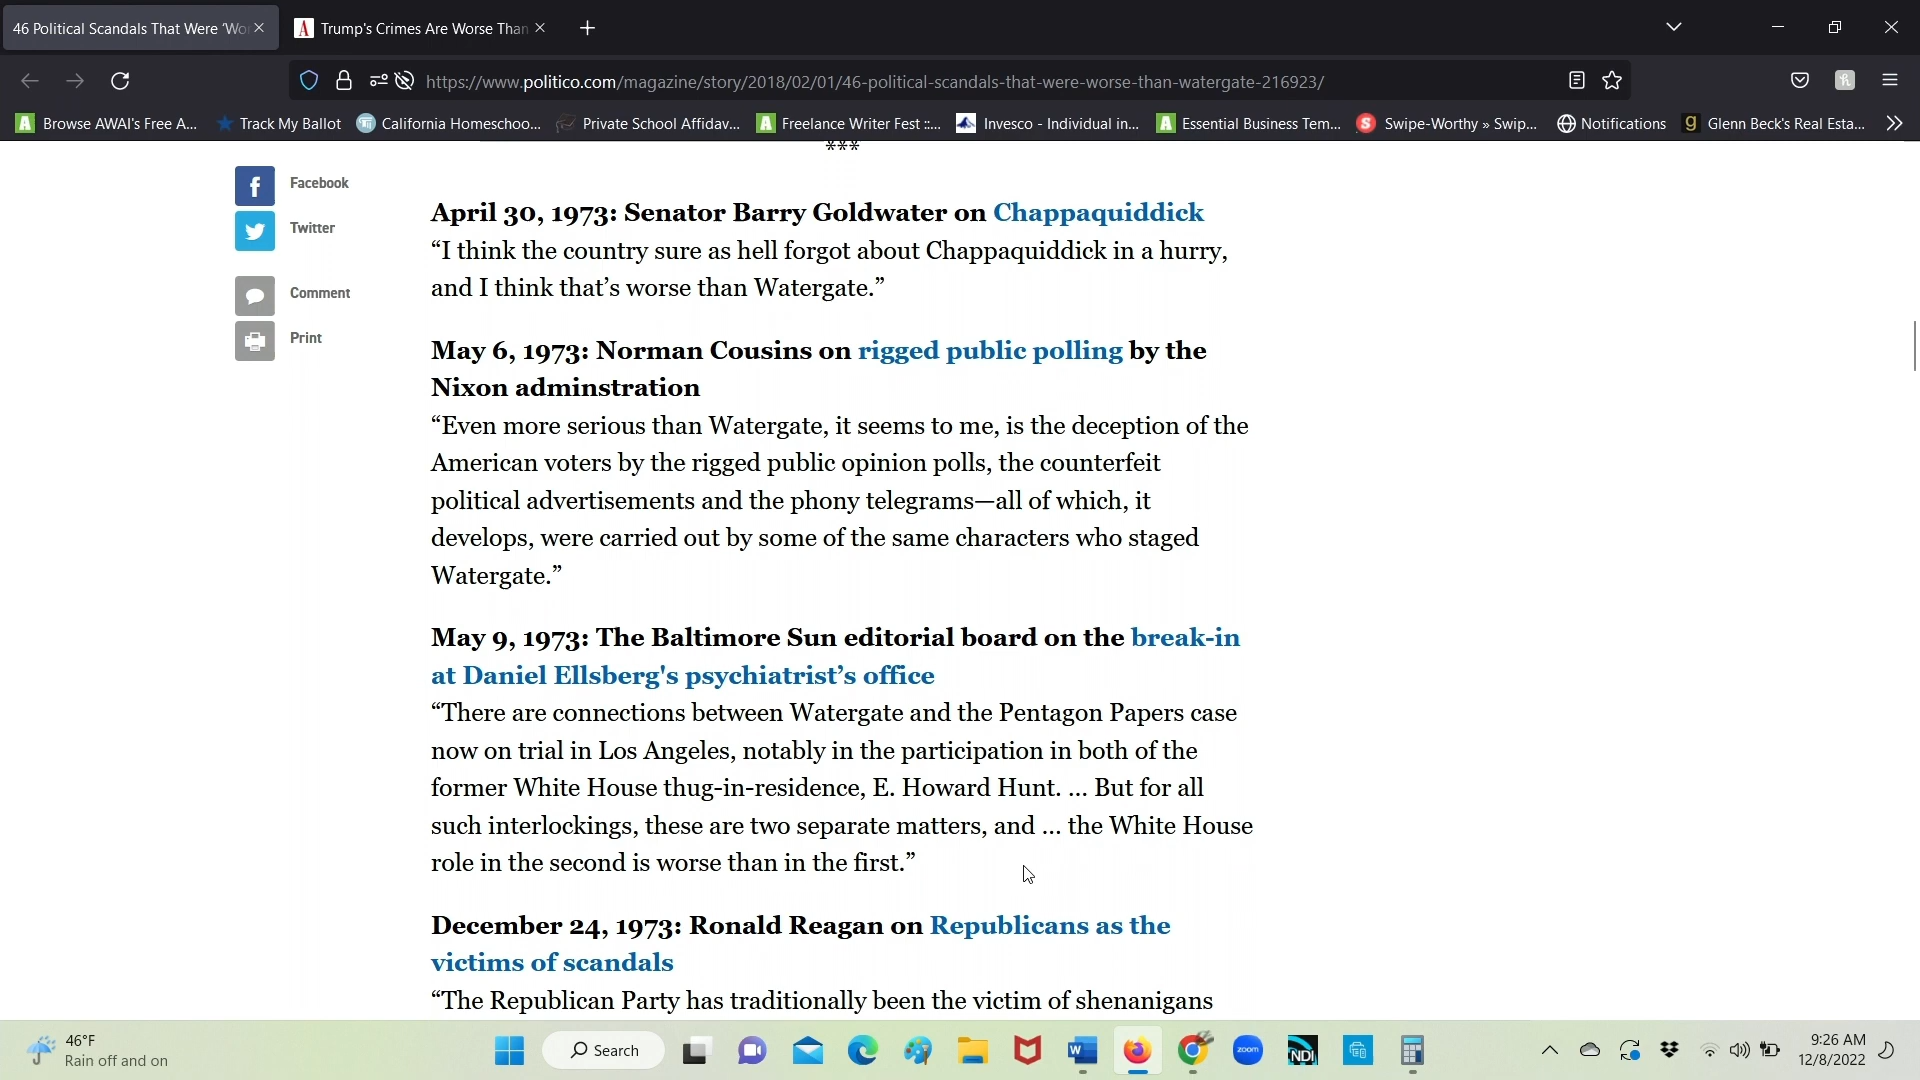 46 Political Scandals That Were 'Wor
Trump's Crimes Are Worse Than
https://www.politico.com/magazine/story/2018/02/01/46-political-scandals-that-were-worse-than-watergate-216923/
Browse AWAI's Free A...
Track My Ballot
California Homeschoo...
Private School Affidav...
Freelance Writer Fest ::...
Invesco - Individual in...
Essential Business Tem...
Swipe-Worthy » Swip...
Notifications
Glenn Beck's Real Esta...
***
Facebook
Twitter
Comment
Print
April 30, 1973: Senator Barry Goldwater on Chappaquiddick
“I think the country sure as hell forgot about Chappaquiddick in a hurry,
and I think that’s worse than Watergate.”
May 6, 1973: Norman Cousins on rigged public polling by the
Nixon adminstration
“Even more serious than Watergate, it seems to me, is the deception of the
American voters by the rigged public opinion polls, the counterfeit
political advertisements and the phony telegrams—all of which, it
develops, were carried out by some of the same characters who staged
Watergate.”
May 9, 1973: The Baltimore Sun editorial board on the break-in
at Daniel Ellsberg's psychiatrist’s office
“There are connections between Watergate and the Pentagon Papers case
now on trial in Los Angeles, notably in the participation in both of the
former White House thug-in-residence, E. Howard Hunt. … But for all
such interlockings, these are two separate matters, and … the White House
role in the second is worse than in the first.”
December 24, 1973: Ronald Reagan on Republicans as the
victims of scandals
“The Republican Party has traditionally been the victim of shenanigans
46°F
Rain off and on
Search
zoom
NDI
9:26 AM
12/8/2022